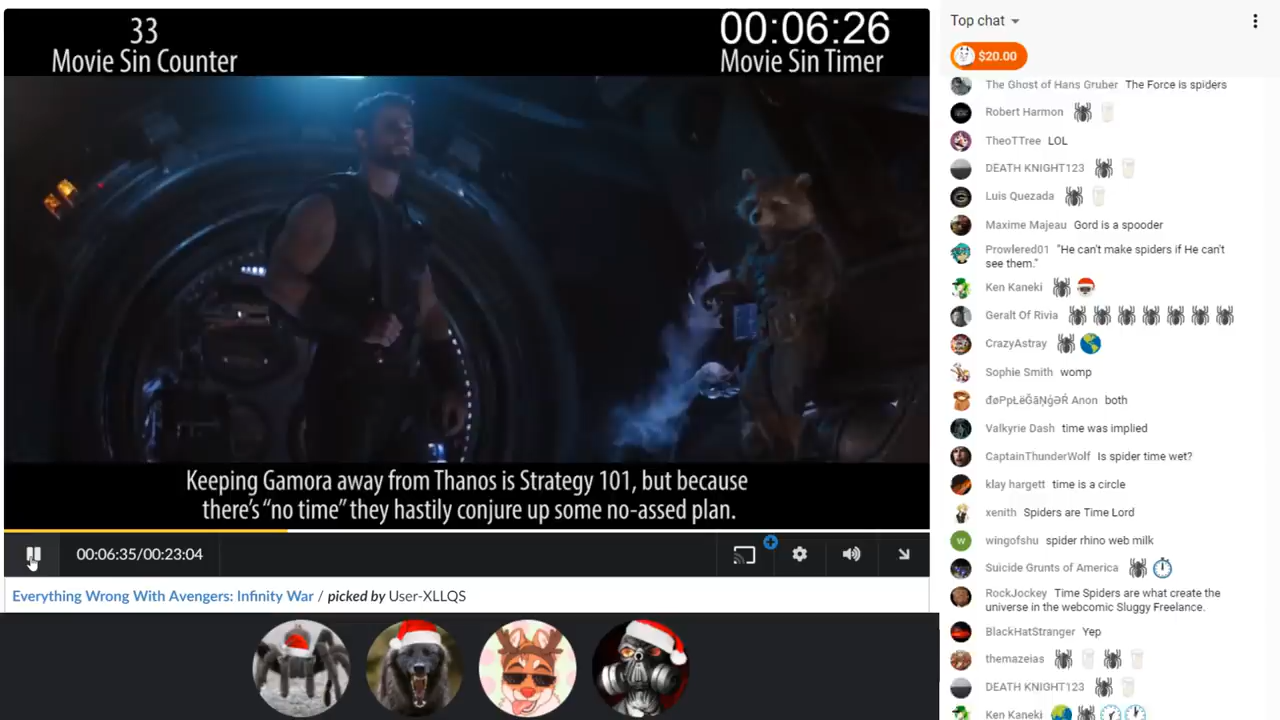 33
Movie Sin Counter
00:06:26
Movie Sin Timer
Keeping Gamora away from Thanos is Strategy 101, but because
there's "no time" they hastily conjure up some no-assed plan.
00:06:35/00:23:04
Everything Wrong With Avengers: Infinity War / picked by User-XLLQS
Top chat
$20.00
The Ghost of Hans Gruber The Force is spiders
Robert Harmon 🕷🥛
TheoTTree LOL
DEATH KNIGHT123 🕷🥛
Luis Quezada 🕷🥛
Maxime Majeau Gord is a spooder
Prowlered01 "He can't make spiders if He can't
see them."
Ken Kaneki 🕷🎅
Geralt Of Rivia 🕷🕷🕷🕷🕷🕷🕷
CrazyAstray 🕷🌎
Sophie Smith womp
Anon both
Valkyrie Dash time was implied
CaptainThunderWolf Is spider time wet?
klay hargett time is a circle
xenith Spiders are Time Lord
W
wingofshu spider rhino web milk
Suicide Grunts of America 🕷⏱
RockJockey Time Spiders are what create the
universe in the webcomic Sluggy Freelance.
BlackHatStranger Yep
themazeias 🕷🥛🕷🥛
DEATH KNIGHT123 🕷🥛
Ken Kaneki